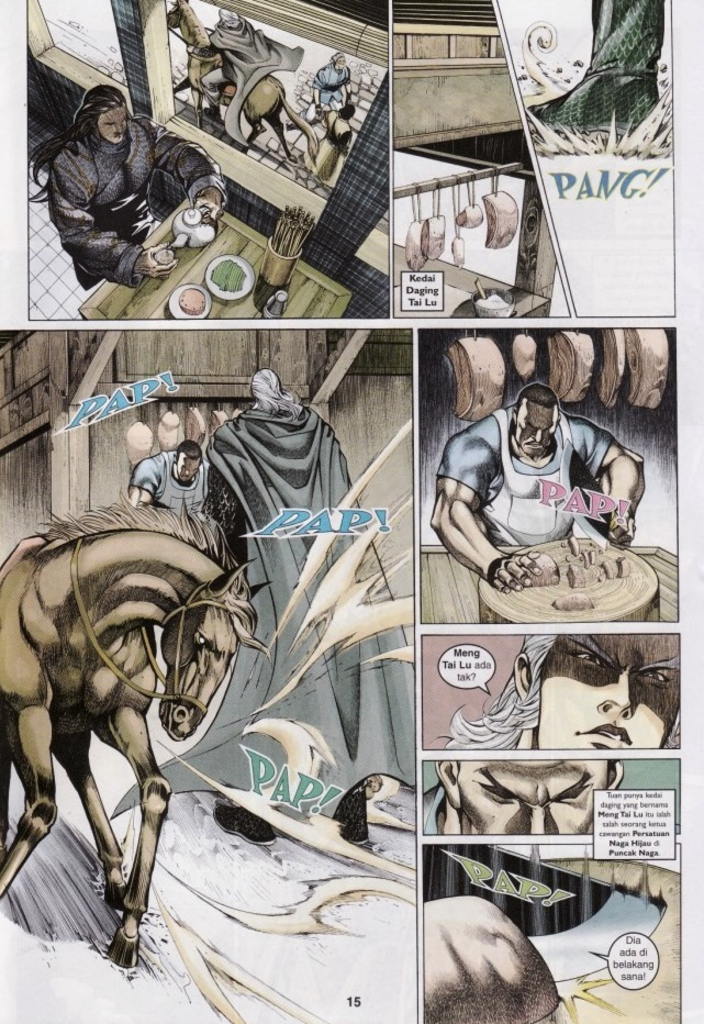 PANG!
Kedai
Daging
Tai Lu
PAP!
PAP!
PAP!
PAP!
Meng
Tai Lu ada
tak?
Tuan punya kedai
daging yang bernama
Meng Tai Lu itu ialah
salah seorang ketua
cawangan Persatuan
Naga Hijau di
Puncak Naga.
PAP!
Dia
ada di
belakang
sana!
15